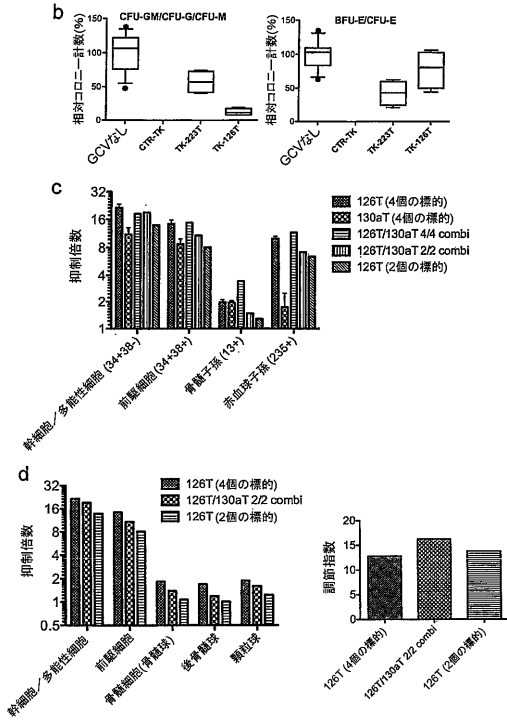 b
CFU-GM/CFU-G/CFU-M
相対コロニー計数(%)
150
100
50
0
GCVなし
CTR-TK
TK-223T
TK-126T
BFU-E/CFU-E
相対コロニー計数(%)
150
100
50
0
GCVなし
CTR-TK
TK-223T
TK-126T
c
抑制倍数
32
16
8
4
2
1
幹細胞/多能性細胞 (34+38-)
前駆細胞 (34+38+)
骨髄子孫 (13+)
赤血球子孫 (235+)
126T (4個の標的)
130aT (4個の標的)
126T/130aT 4/4 combi
126T/130aT 2/2 combi
126T (2個の標的)
d
抑制倍数
32
16
8
4
2
1
0.5
幹細胞/多能性細胞
前駆細胞
骨髄細胞(骨髄球)
後骨髄球
顆粒球
126T (4個の標的)
126T/130aT 2/2 combi
126T (2個の標的)
調節指数
20
15
10
5
0
126T (4個の標的)
126T/130aT 2/2 combi
126T (2個の標的)